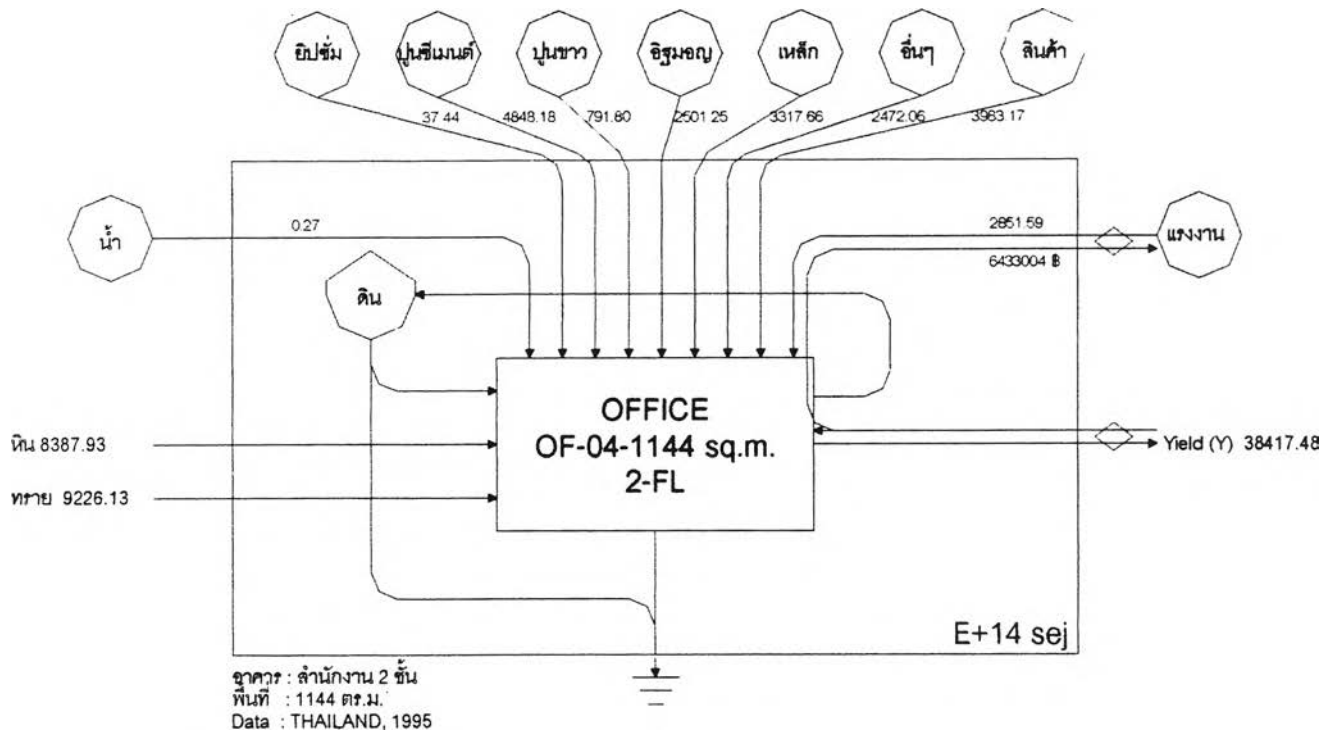 ยิปซั่ม ปูนซีเมนต์ ปูนขาว อิฐมอญ เหล็ก อื่นๆ สินค้า
37.44 4848.18 791.80 2501.25 3317.66 2472.06 3983.17
น้ำ
0.27
2851.59
แรงงาน
6433004 ฿
ดิน
OFFICE
OF-04-1144 sq.m.
2-FL
หิน 8387.93
Yield (Y) 38417.48
ทราย 9226.13
E+14 sej
อาคาร : สำนักงาน 2 ชั้น
พื้นที่ : 1144 ตร.ม.
Data : THAILAND, 1995